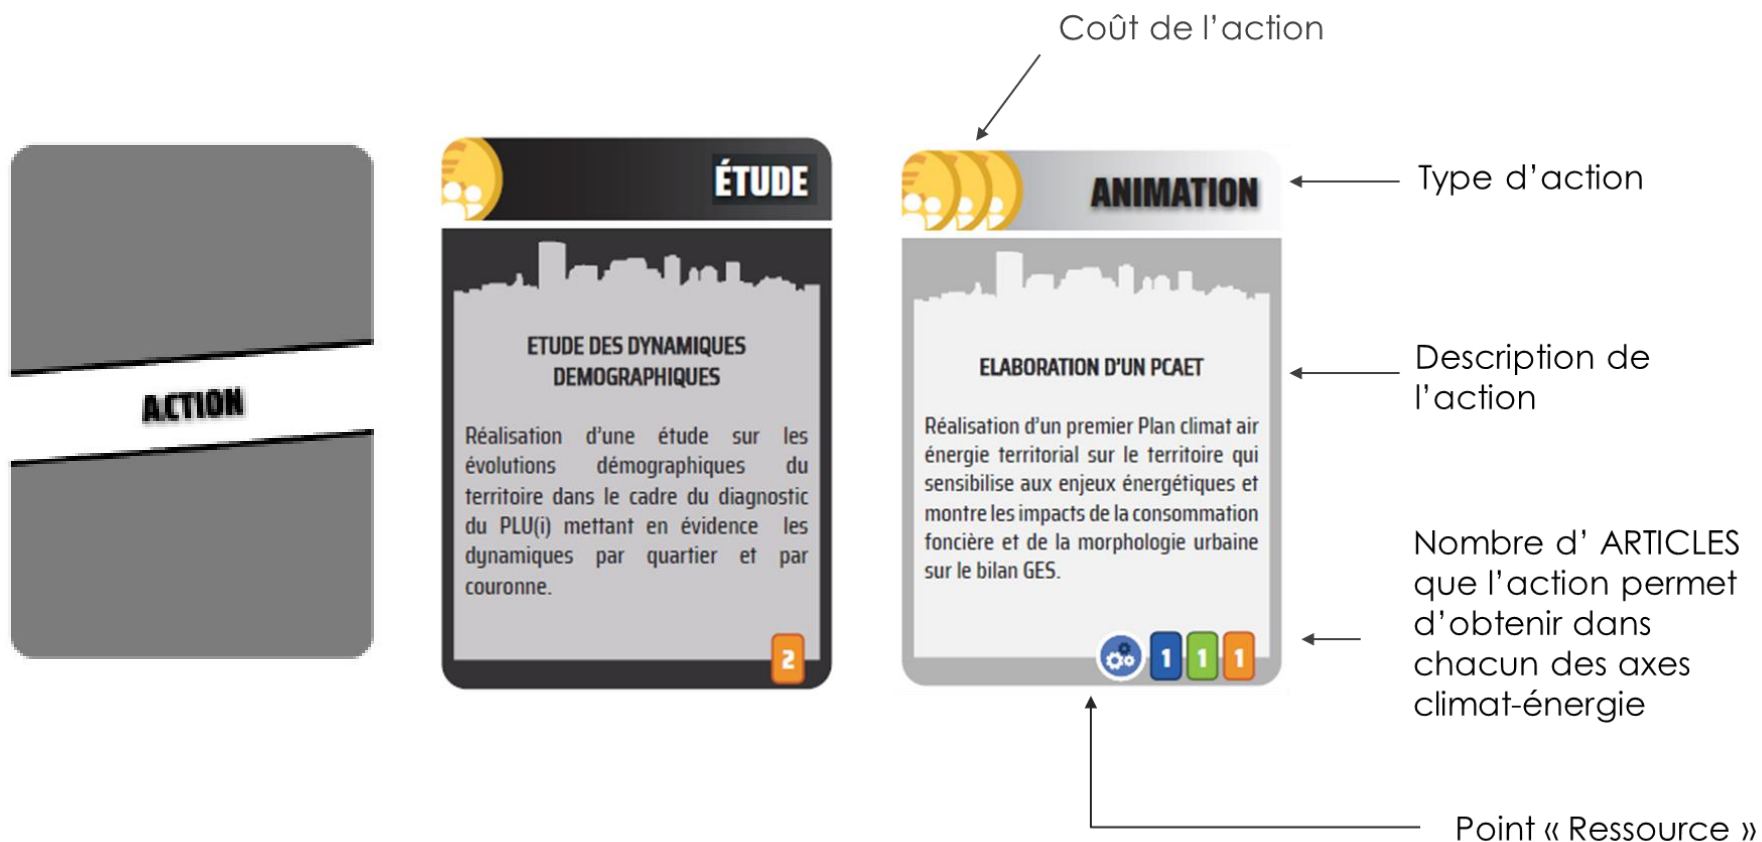 Coût de l’action
ACTION
ÉTUDE
ETUDE DES DYNAMIQUES
DEMOGRAPHIQUES
Réalisation d’une étude sur les
évolutions démographiques du
territoire dans le cadre du diagnostic
du PLU(i) mettant en évidence les
dynamiques par quartier et par
couronne.
2
ANIMATION
ELABORATION D’UN PCAET
Réalisation d’un premier Plan climat air
énergie territorial sur le territoire qui
sensibilise aux enjeux énergétiques et
montre les impacts de la consommation
foncière et de la morphologie urbaine
sur le bilan GES.
1 1 1
Type d’action
Description de
l’action
Nombre d’ ARTICLES
que l’action permet
d’obtenir dans
chacun des axes
climat-énergie
Point « Ressource »